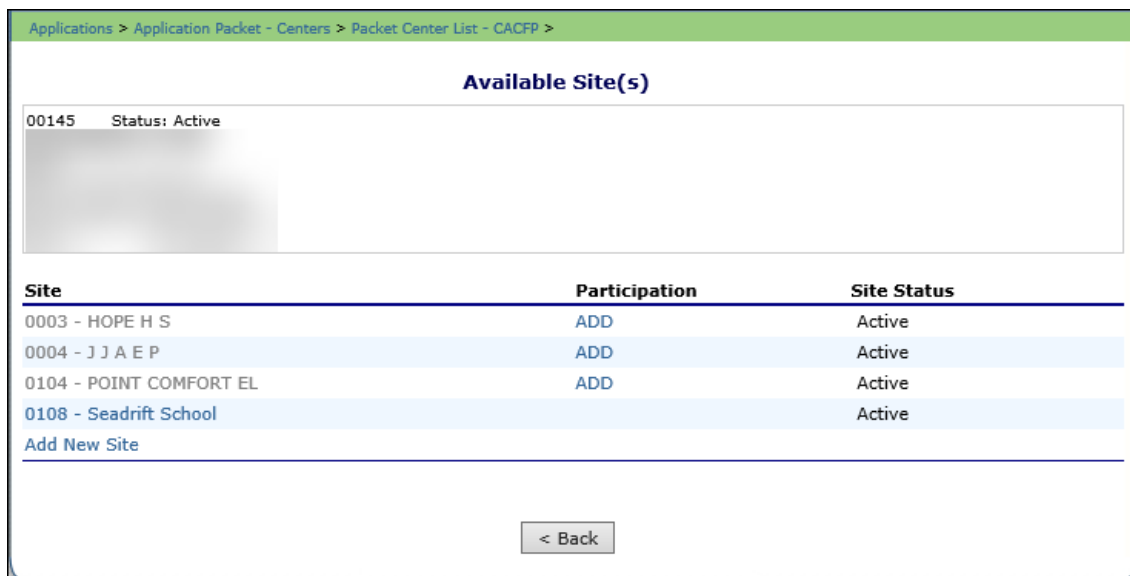 Applications > Application Packet - Centers > Packet Center List - CACFP >
Available Site(s)
00145 Status: Active
Site Participation Site Status
0003 - HOPE H S ADD Active
0004 - J J A E P ADD Active
0104 - POINT COMFORT EL ADD Active
0108 - Seadrift School Active
Add New Site
< Back